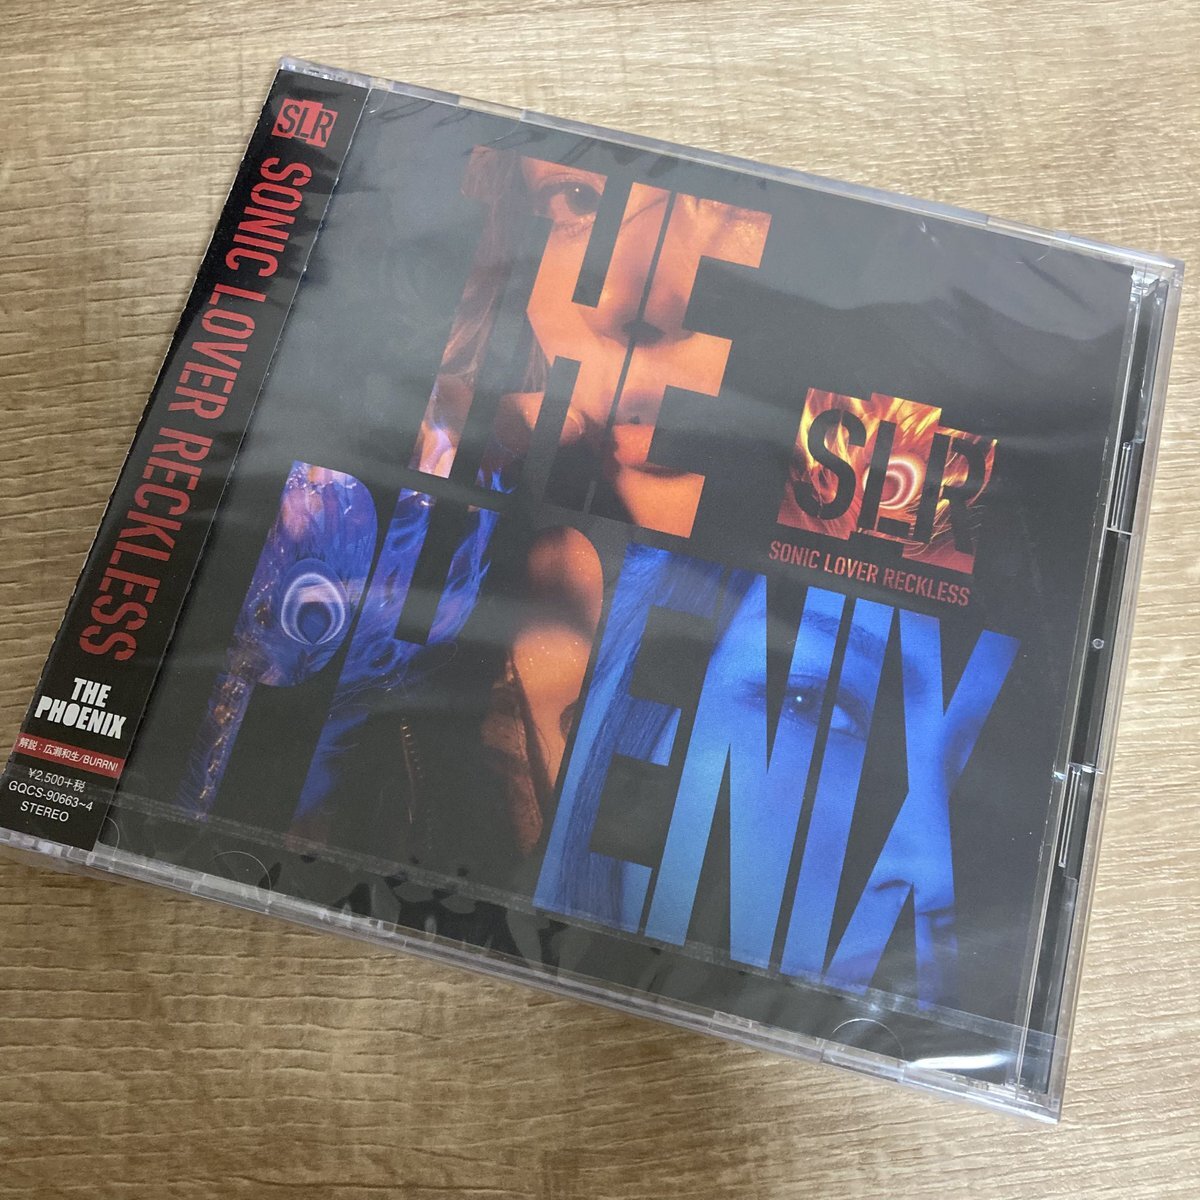 SLR
SONIC LOVER RECKLESS
THE
PHOENIX
解説:広瀬和生/BURRN!
¥2,500+税
GQCS-90663~4
STEREO
THE
SLR
SONIC LOVER RECKLESS
PHOENIX